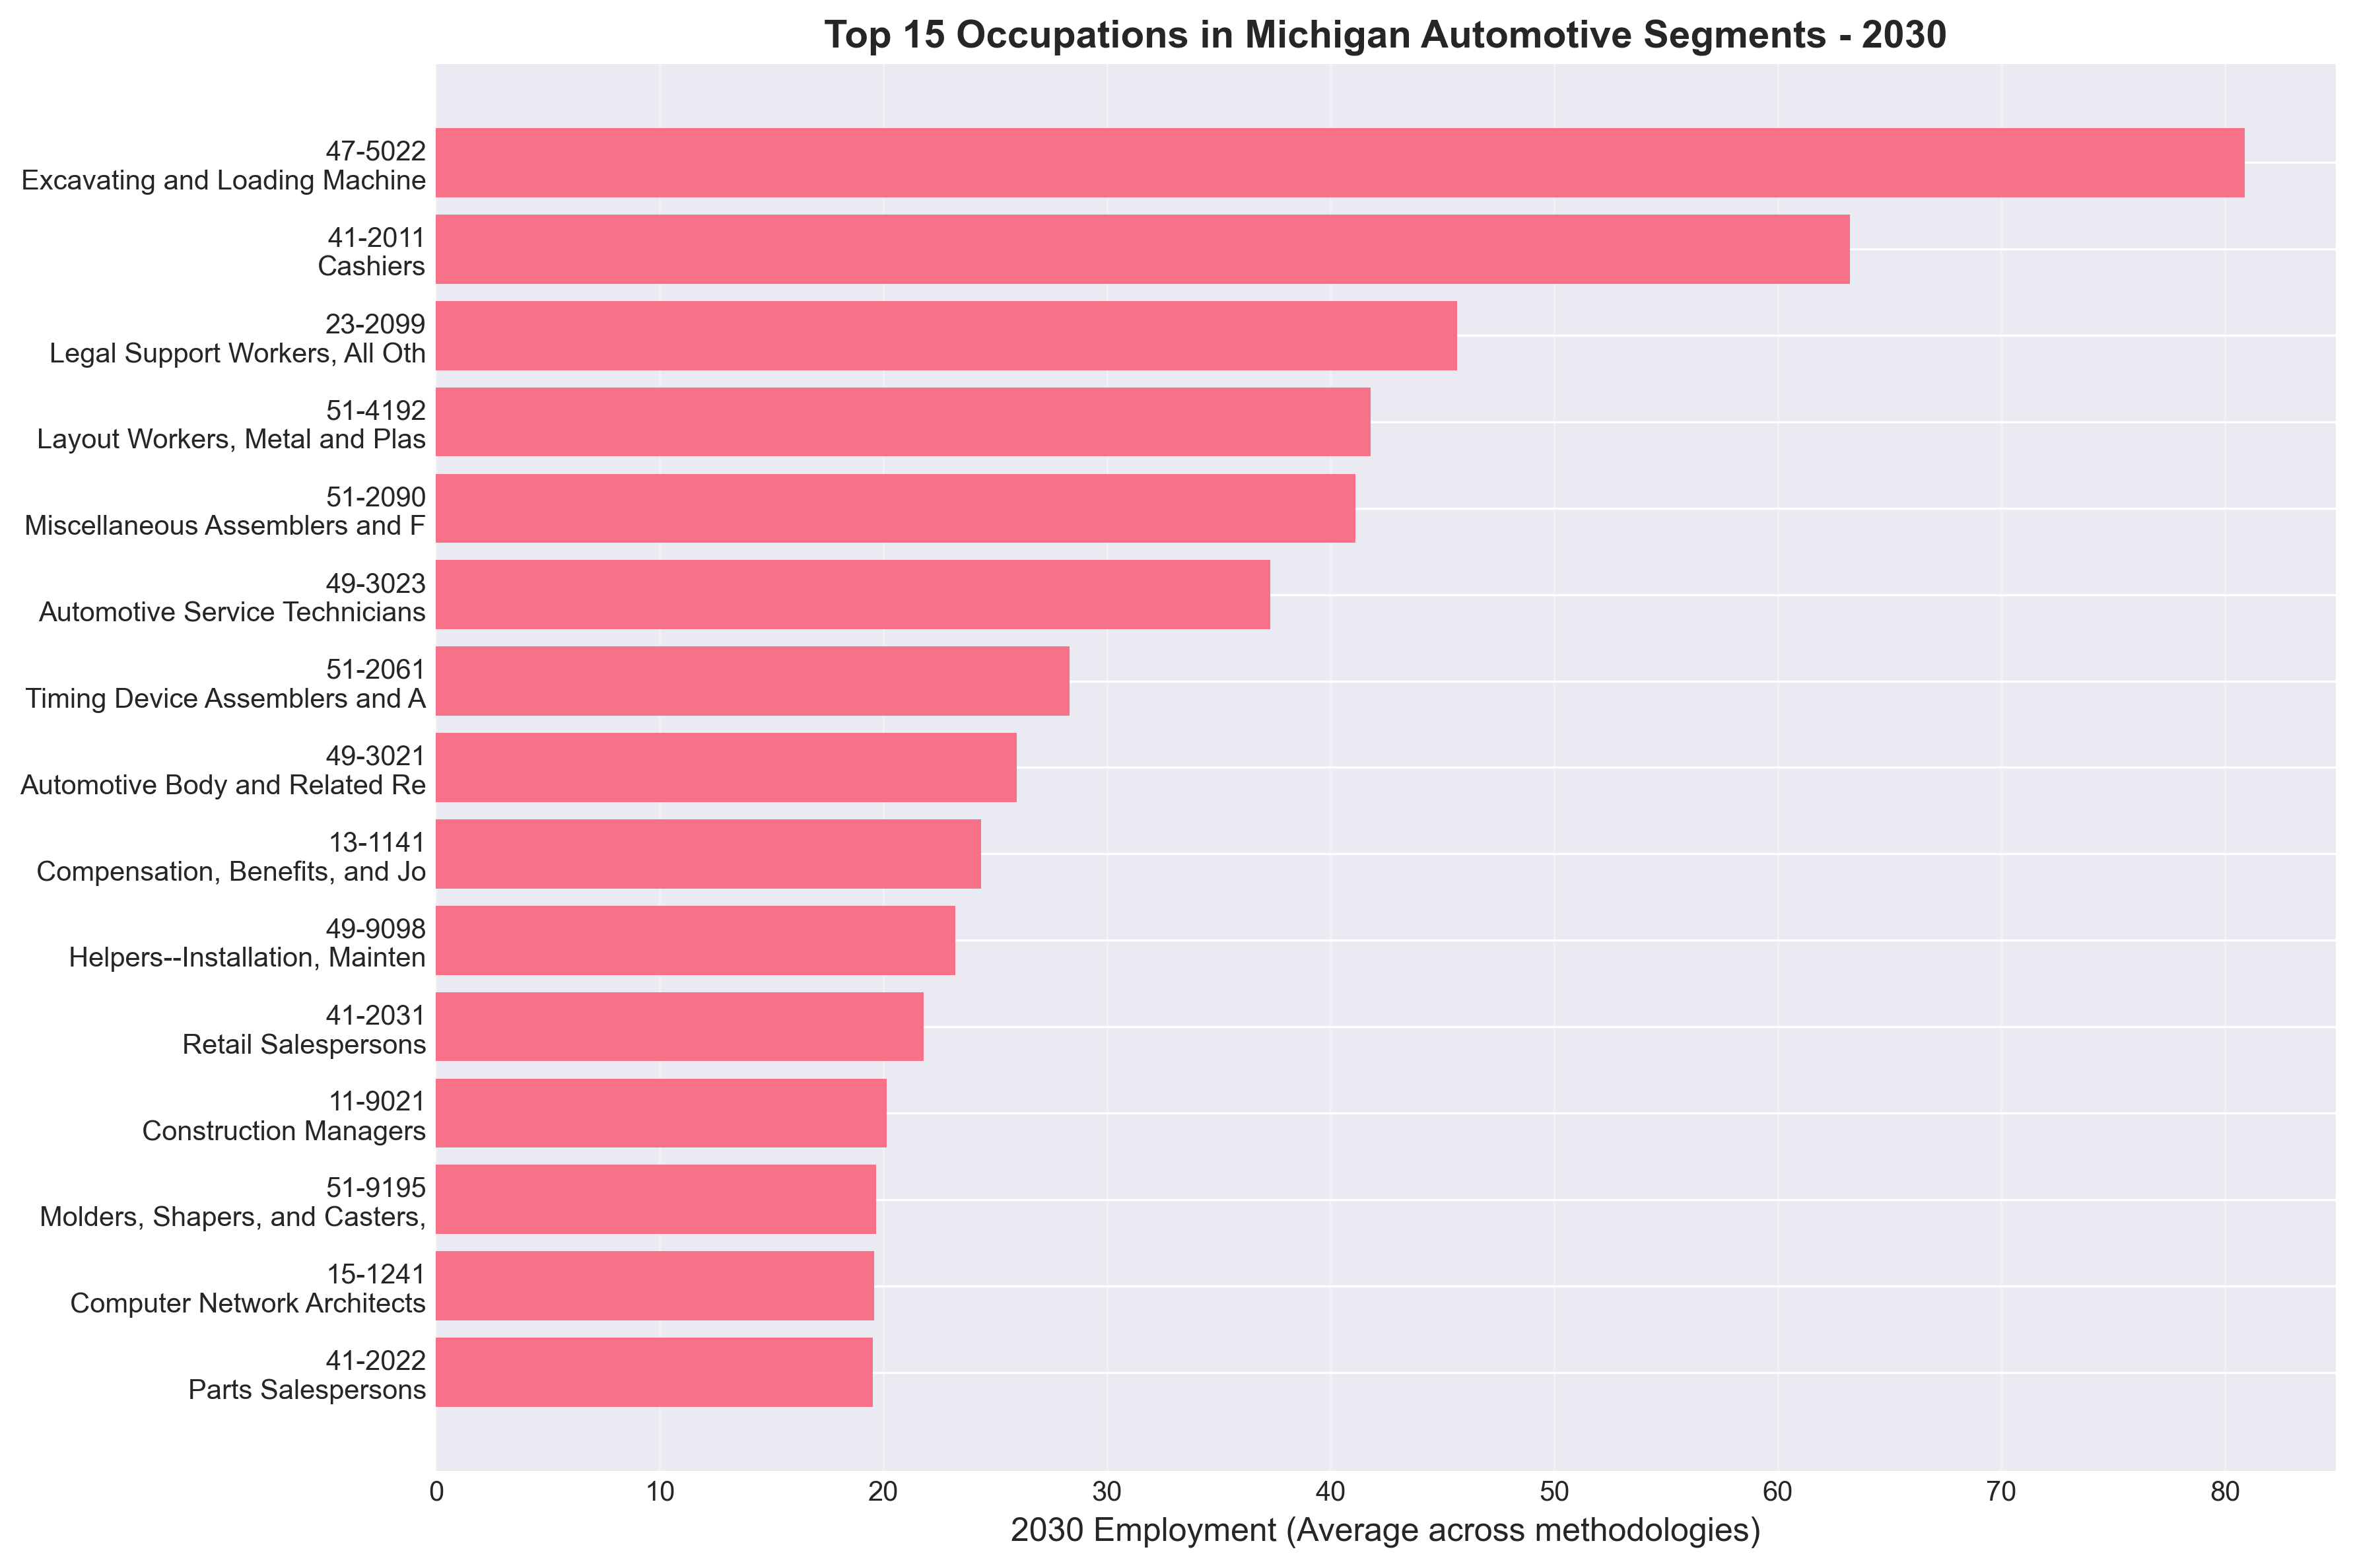 Top 15 Occupations in Michigan Automotive Segments - 2030
47-5022
Excavating and Loading Machine
41-2011
Cashiers
23-2099
Legal Support Workers, All Oth
51-4192
Layout Workers, Metal and Plas
51-2090
Miscellaneous Assemblers and F
49-3023
Automotive Service Technicians
51-2061
Timing Device Assemblers and A
49-3021
Automotive Body and Related Re
13-1141
Compensation, Benefits, and Jo
49-9098
Helpers--Installation, Mainten
41-2031
Retail Salespersons
11-9021
Construction Managers
51-9195
Molders, Shapers, and Casters,
15-1241
Computer Network Architects
41-2022
Parts Salespersons
0 10 20 30 40 50 60 70 80
2030 Employment (Average across methodologies)